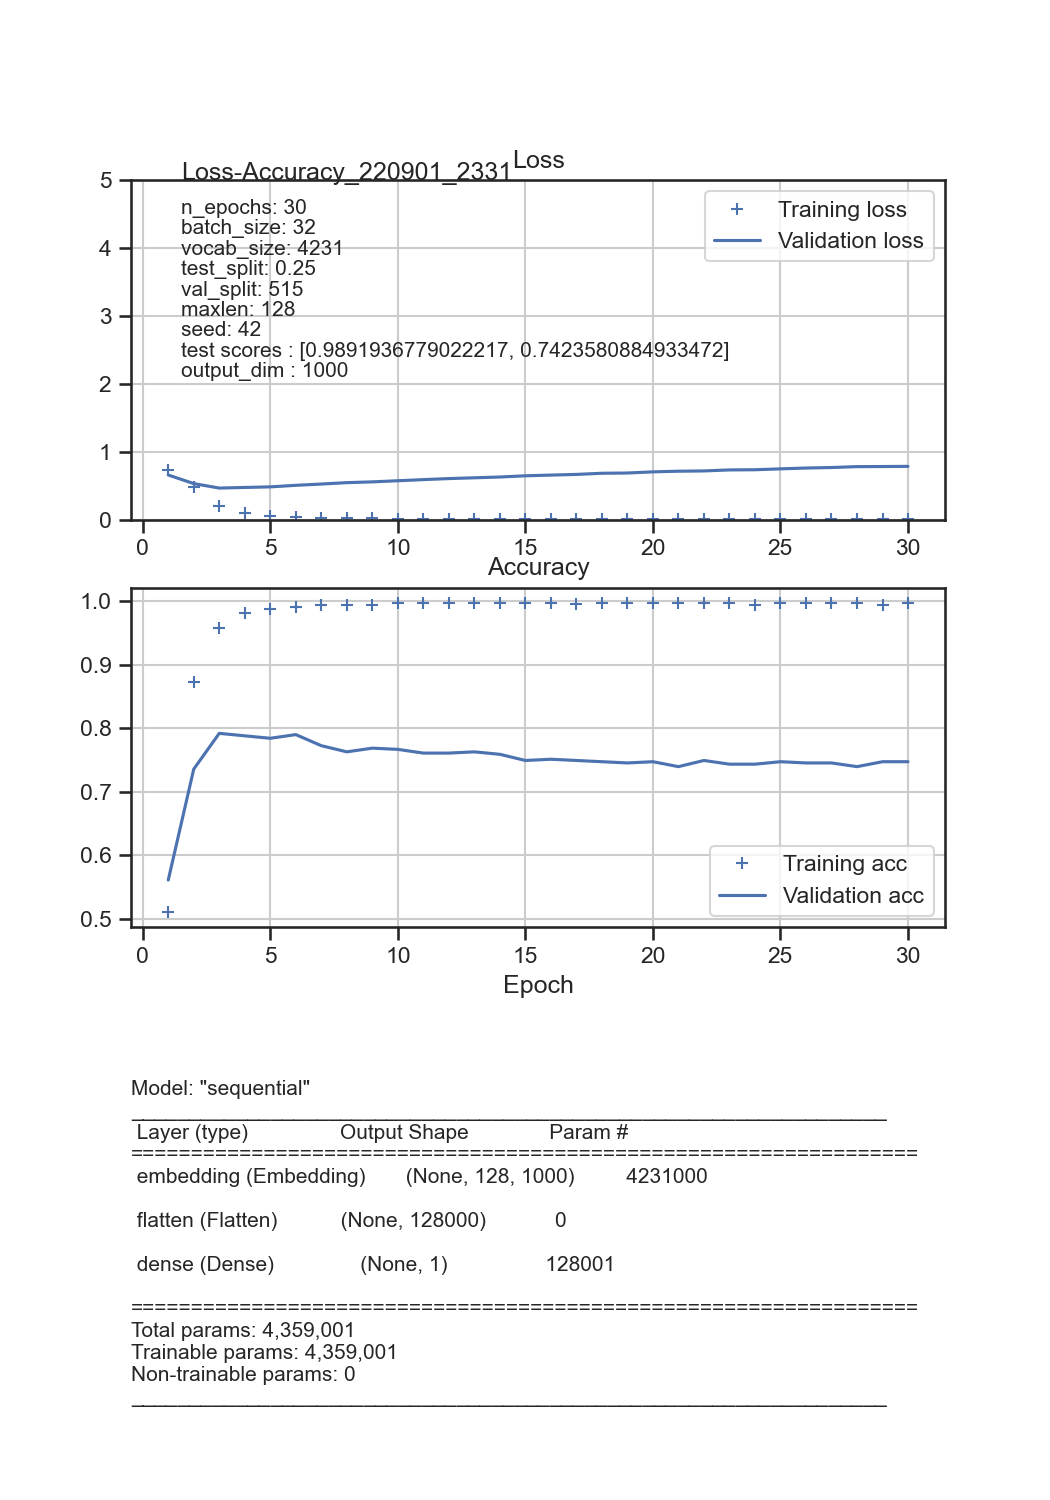 Loss
Loss-Accuracy_220901_2331
n_epochs: 30
batch_size: 32
vocab_size: 4231
test_split: 0.25
val_split: 515
maxlen: 128
seed: 42
test scores : [0.9891936779022217, 0.7423580884933472]
output_dim : 1000
Training loss
Validation loss
5
4
3
2
1
0
0 5 10 15 20 25 30
Accuracy
1.0
0.9
0.8
0.7
0.6
0.5
Training acc
Validation acc
0 5 10 15 20 25 30
Epoch
Model: "sequential"
Layer (type) Output Shape Param #
embedding (Embedding) (None, 128, 1000) 4231000
flatten (Flatten) (None, 128000) 0
dense (Dense) (None, 1) 128001
Total params: 4,359,001
Trainable params: 4,359,001
Non-trainable params: 0